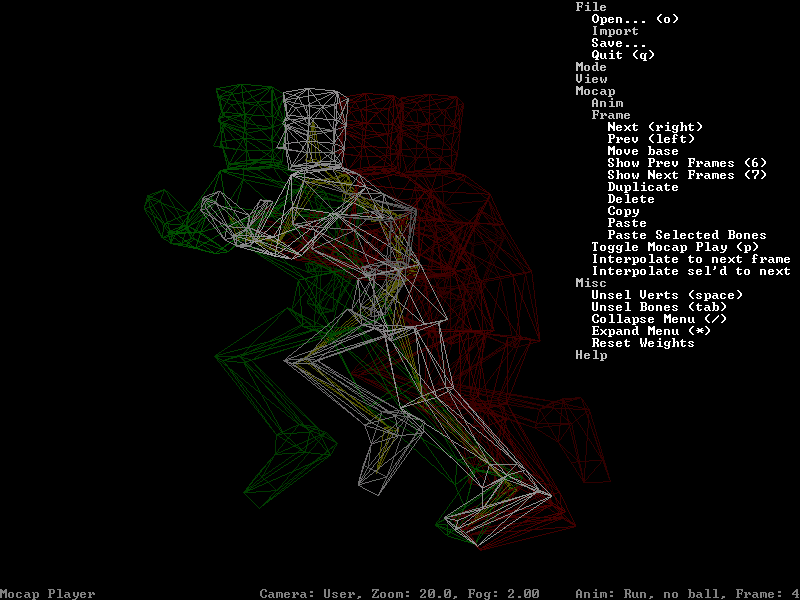 File
Open... (o)
Import
Save...
Quit (q)
Mode
View
Mocap
Anim
Frame
Next (right)
Prev (left)
Move base
Show Prev Frames (6)
Show Next Frames (7)
Duplicate
Delete
Copy
Paste
Paste Selected Bones
Toggle Mocap Play (p)
Interpolate to next frame
Interpolate sel'd to next
Misc
Unsel Verts (space)
Unsel Bones (tab)
Collapse Menu (/)
Expand Menu (*)
Reset Weights
Help
Mocap Player Camera: User, Zoom: 20.0, Fog: 2.00 Anim: Run, no ball, Frame: 4